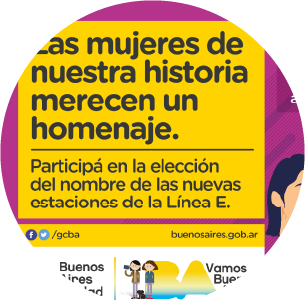 Las mujeres de
nuestra historia
merecen un
homenaje.
Participá en la elección
del nombre de las nuevas
estaciones de la Línea E.
/gcba buenosaires.gob.ar
Buenos BA Vamos